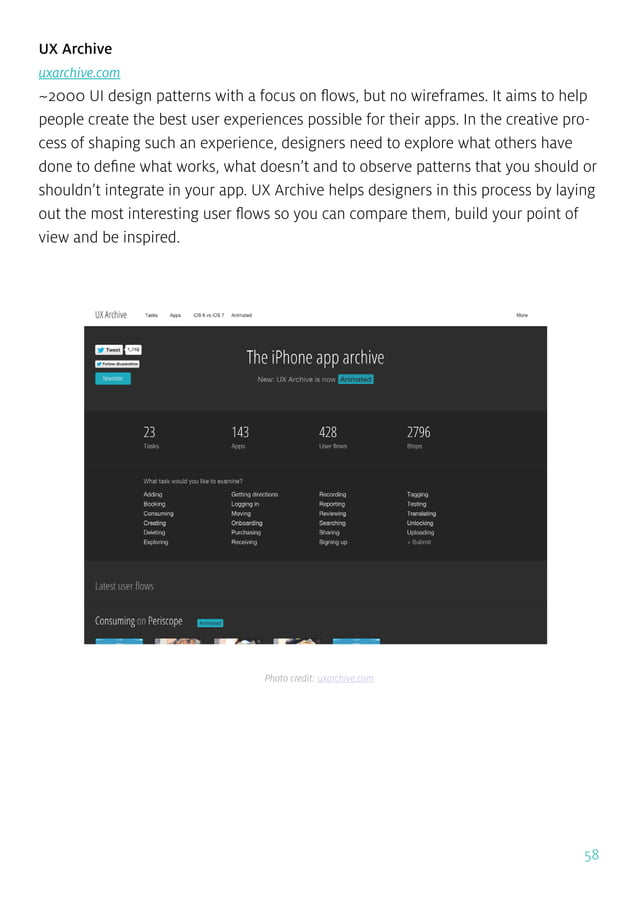 UX Archive
uxarchive.com
~2000 UI design patterns with a focus on flows, but no wireframes. It aims to help
people create the best user experiences possible for their apps. In the creative pro-
cess of shaping such an experience, designers need to explore what others have
done to define what works, what doesn’t and to observe patterns that you should or
shouldn’t integrate in your app. UX Archive helps designers in this process by laying
out the most interesting user flows so you can compare them, build your point of
view and be inspired.
UX Archive Tasks Apps iOS 6 vs iOS 7 Animated More
Tweet
Newsletter
The iPhone app archive
New: UX Archive is now Animated
23 143 428 2796
Tasks Apps User flows Steps
What task would you like to examine?
Adding Getting directions Recording Tagging
Booking Logging in Reporting Testing
Consuming Moving Reviewing Translating
Creating Onboarding Searching Unlocking
Deleting Purchasing Sharing Uploading
Exploring Receiving Signing up + Submit
Latest user flows
Consuming on Periscope Animated
Photo credit: uxarchive.com
58